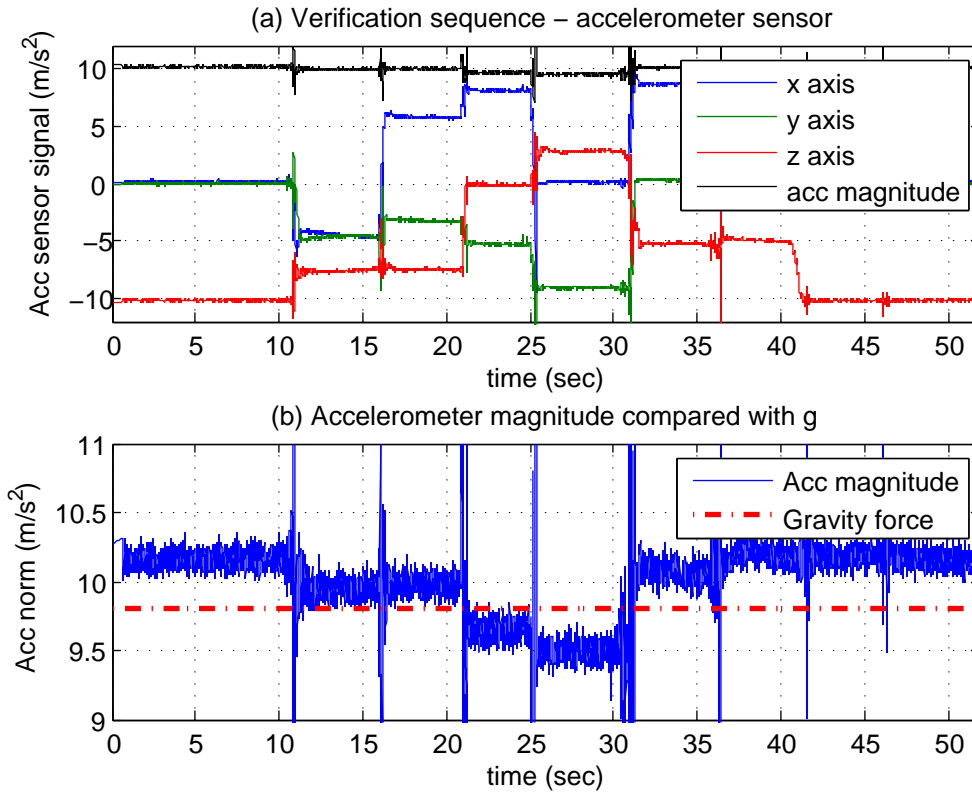 (a) Verification sequence − accelerometer sensor
Acc sensor signal (m/s2)
10
5
0
−5
−10
x axis
y axis
z axis
acc magnitude
0 5 10 15 20 25 30 35 40 45 50
time (sec)
(b) Accelerometer magnitude compared with g
Acc norm (m/s2)
11
10.5
10
9.5
9
Acc magnitude
Gravity force
0 5 10 15 20 25 30 35 40 45 50
time (sec)